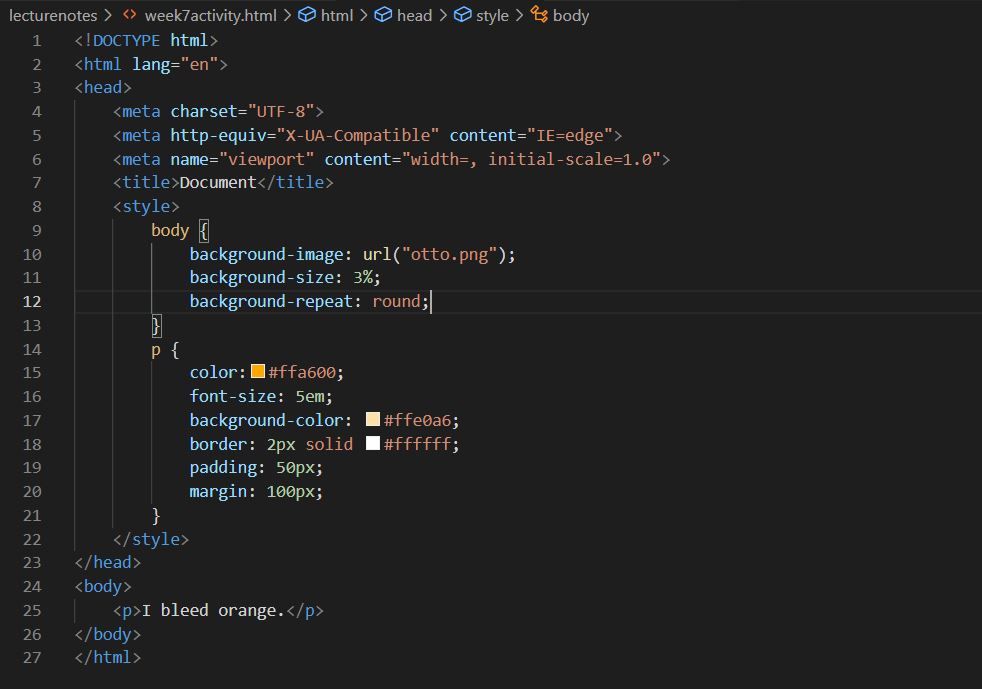 lecturenotes > <> week7activity.html > html > head > style > body
1 <!DOCTYPE html>
2 <html lang="en">
3 <head>
4     <meta charset="UTF-8">
5     <meta http-equiv="X-UA-Compatible" content="IE=edge">
6     <meta name="viewport" content="width=, initial-scale=1.0">
7     <title>Document</title>
8     <style>
9         body {
10             background-image: url("otto.png");
11             background-size: 3%;
12             background-repeat: round;
13         }
14         p {
15             color: #ffa600;
16             font-size: 5em;
17             background-color: #ffe0a6;
18             border: 2px solid #ffffff;
19             padding: 50px;
20             margin: 100px;
21         }
22     </style>
23 </head>
24 <body>
25     <p>I bleed orange.</p>
26 </body>
27 </html>